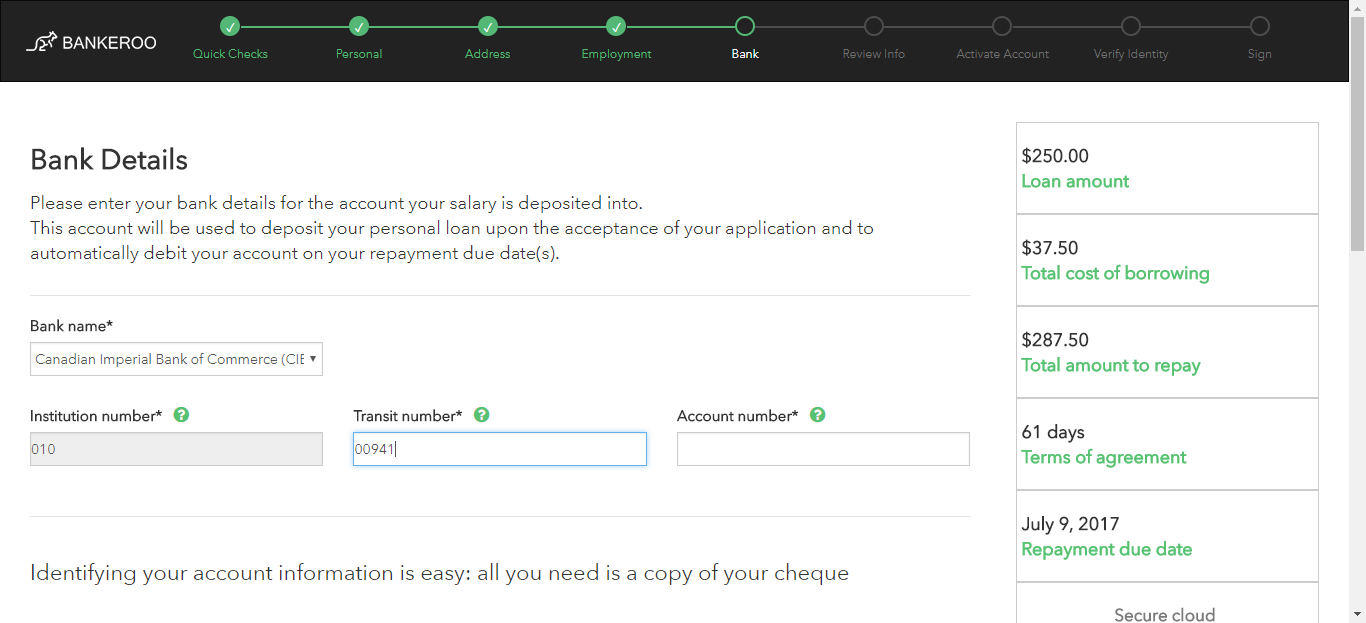 BANKEROO
Quick Checks
Personal
Address
Employment
Bank
Review Info
Activate Account
Verify Identity
Sign
Bank Details
Please enter your bank details for the account your salary is deposited into.
This account will be used to deposit your personal loan upon the acceptance of your application and to
automatically debit your account on your repayment due date(s).
Bank name*
Canadian Imperial Bank of Commerce (CIE
Institution number* ?
Transit number* ?
Account number* ?
010
00941
Identifying your account information is easy: all you need is a copy of your cheque
$250.00
Loan amount
$37.50
Total cost of borrowing
$287.50
Total amount to repay
61 days
Terms of agreement
July 9, 2017
Repayment due date
Secure cloud